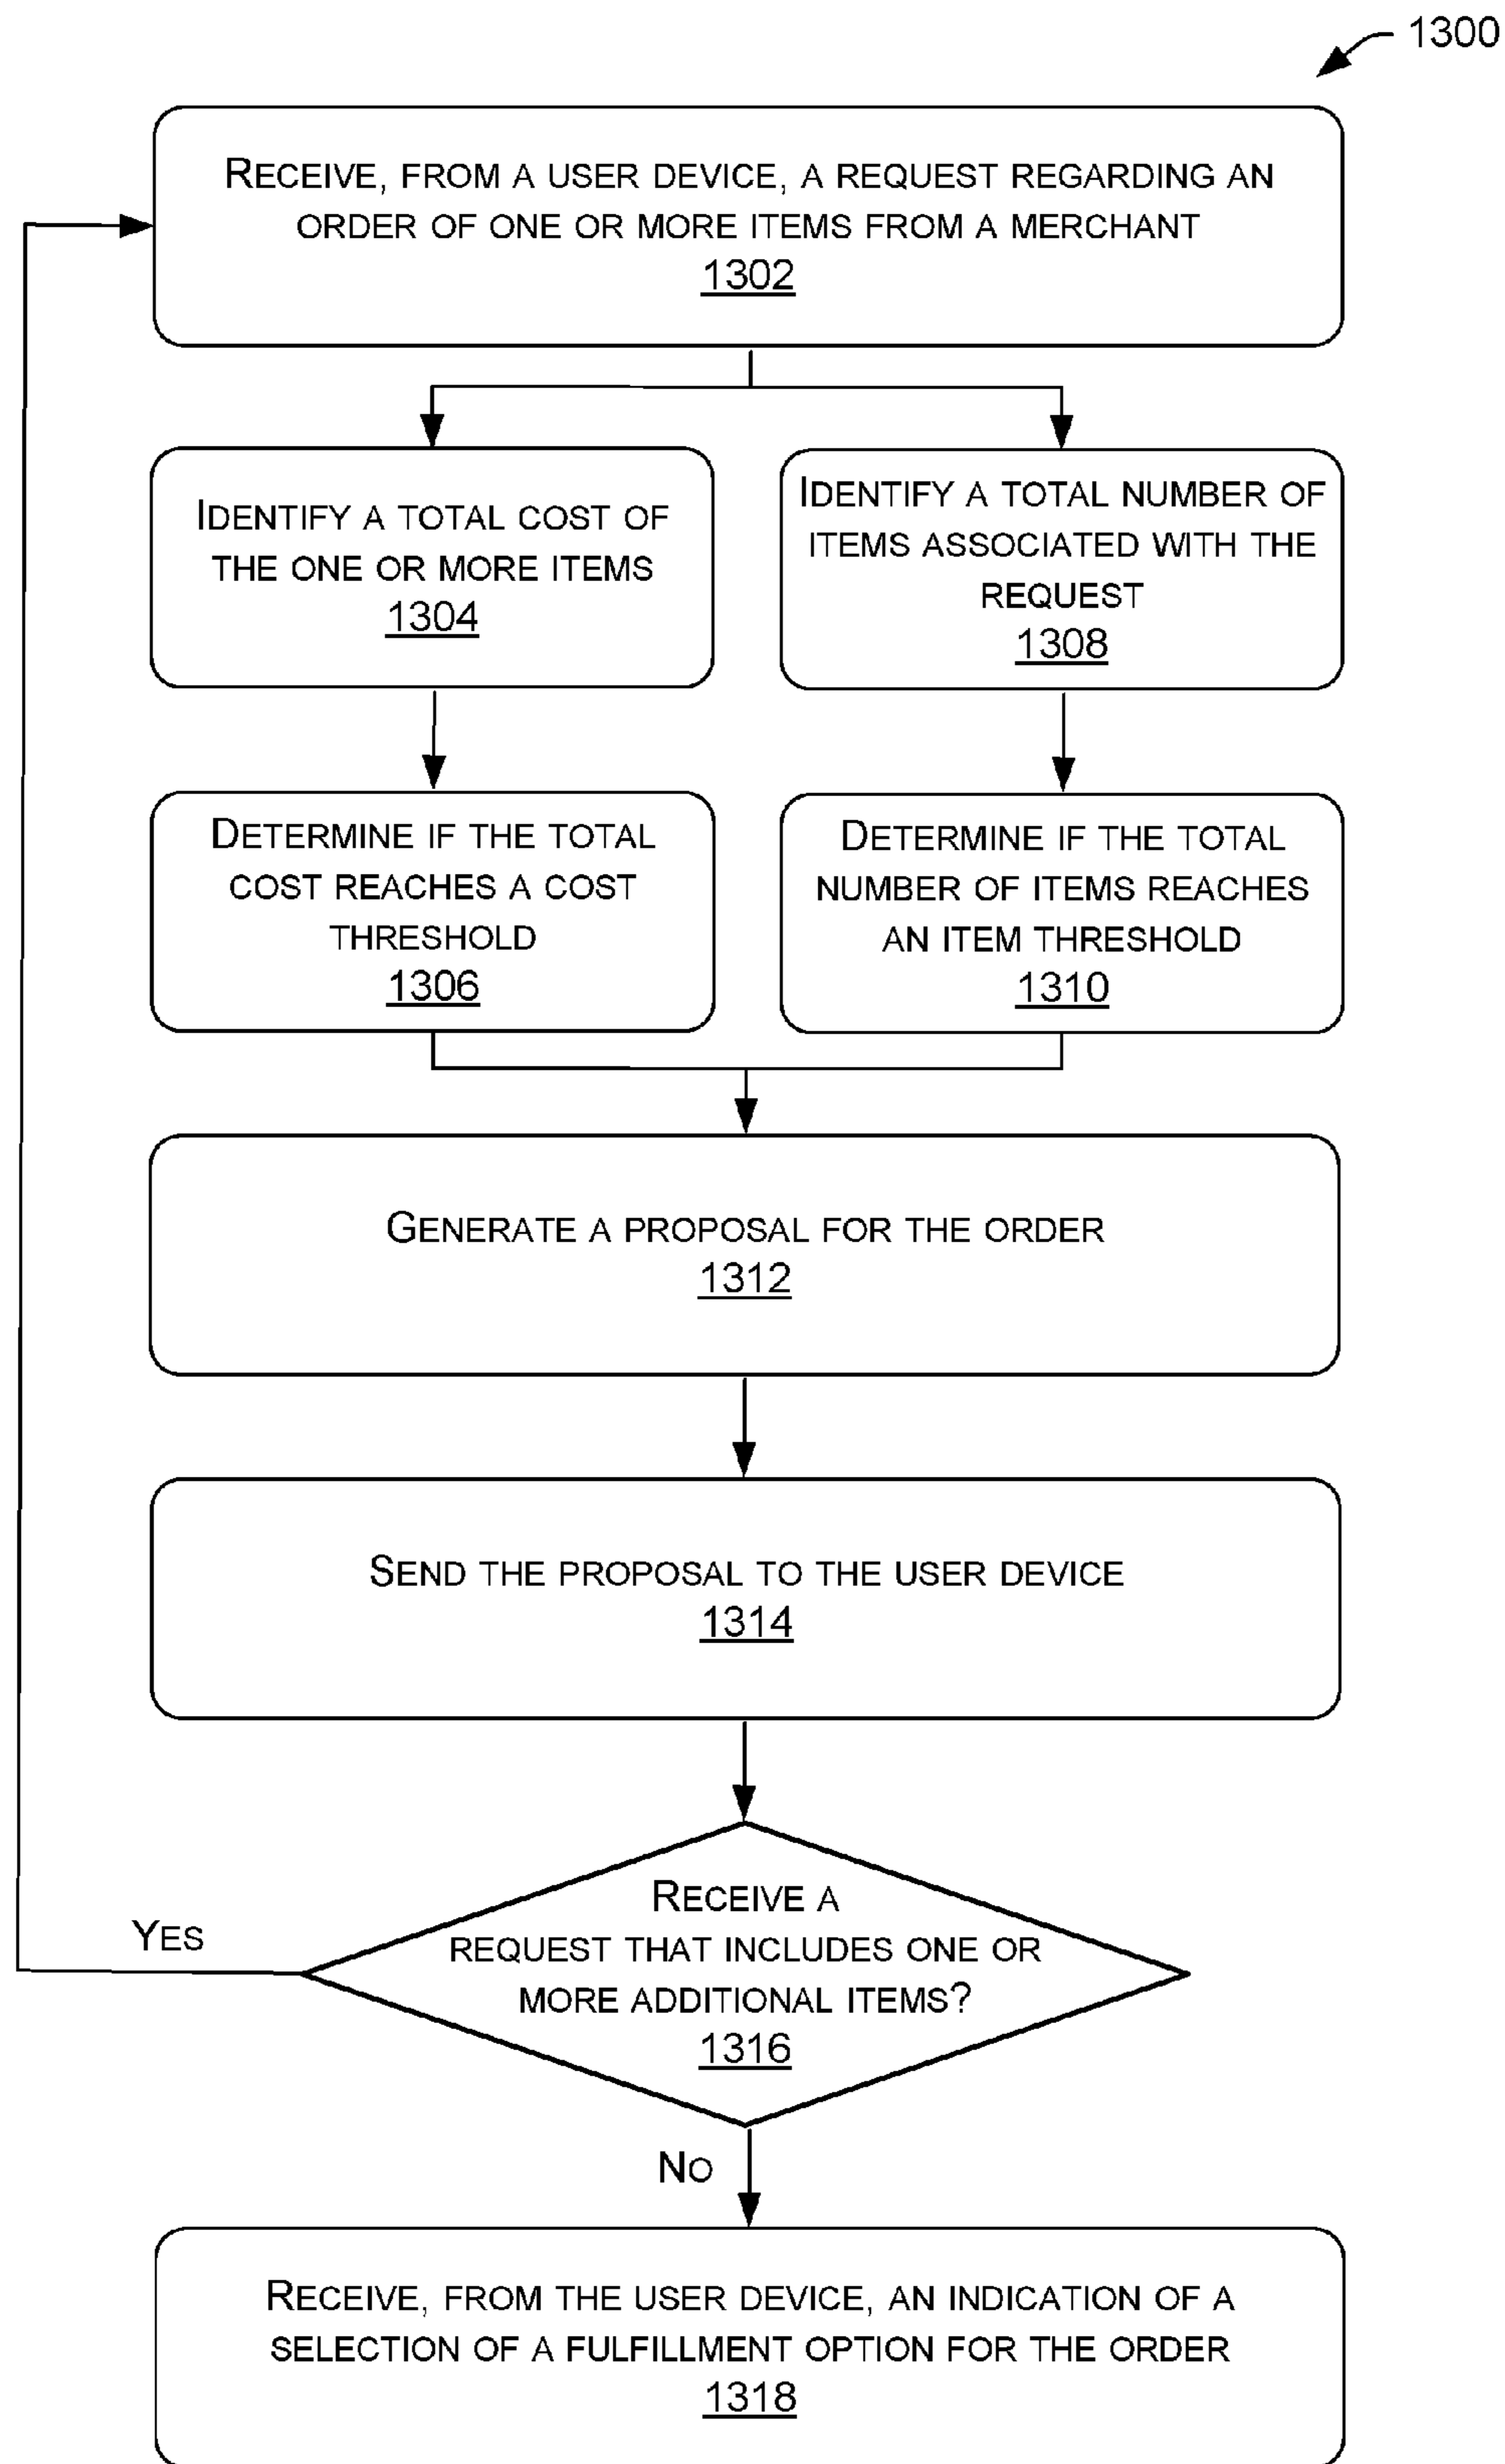 1300
RECEIVE, FROM A USER DEVICE, A REQUEST REGARDING AN
ORDER OF ONE OR MORE ITEMS FROM A MERCHANT
1302
IDENTIFY A TOTAL COST OF
THE ONE OR MORE ITEMS
1304
IDENTIFY A TOTAL NUMBER OF
ITEMS ASSOCIATED WITH THE
REQUEST
1308
DETERMINE IF THE TOTAL
COST REACHES A COST
THRESHOLD
1306
DETERMINE IF THE TOTAL
NUMBER OF ITEMS REACHES
AN ITEM THRESHOLD
1310
GENERATE A PROPOSAL FOR THE ORDER
1312
SEND THE PROPOSAL TO THE USER DEVICE
1314
RECEIVE A
REQUEST THAT INCLUDES ONE OR
MORE ADDITIONAL ITEMS?
1316
YES
NO
RECEIVE, FROM THE USER DEVICE, AN INDICATION OF A
SELECTION OF A FULFILLMENT OPTION FOR THE ORDER
1318